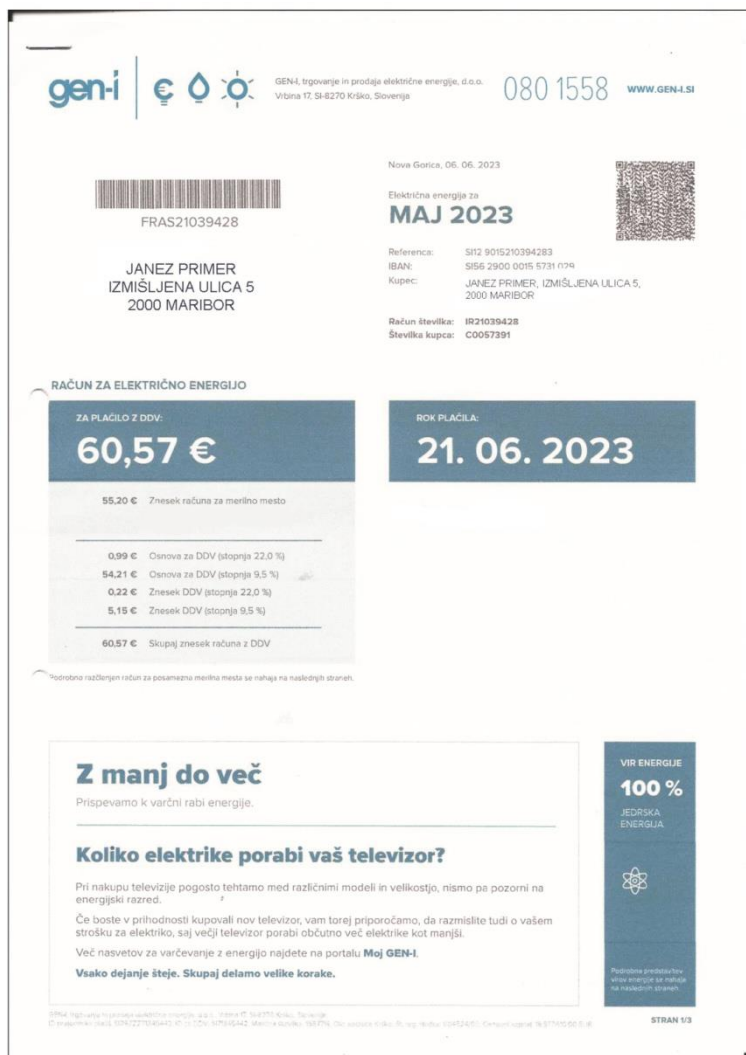 gen-i
GEN-I, trgovanje in prodaja električne energije, d.o.o.
Vrbina 17, SI-8270 Krško, Slovenija
080 1558
WWW.GEN-I.SI
Nova Gorica, 06. 06. 2023
Električna energija za
MAJ 2023
FRAS21039428
JANEZ PRIMER
IZMIŠLJENA ULICA 5
2000 MARIBOR
Referenca: SI12 9015210394283
IBAN: SI56 2900 0015 5731 029
Kupec: JANEZ PRIMER, IZMIŠLJENA ULICA 5,
2000 MARIBOR
Račun številka: IR21039428
Številka kupca: C0057391
RAČUN ZA ELEKTRIČNO ENERGIJO
ZA PLAČILO Z DDV:
60,57 €
ROK PLAČILA:
21. 06. 2023
55,20 € Znesek računa za merilno mesto
0,99 € Osnova za DDV (stopnja 22,0 %)
54,21 € Osnova za DDV (stopnja 9,5 %)
0,22 € Znesek DDV (stopnja 22,0 %)
5,15 € Znesek DDV (stopnja 9,5 %)
60,57 € Skupaj znesek računa z DDV
Podrobno razčlenjen račun za posamezna merilna mesta se nahaja na naslednjih straneh.
Z manj do več
Prispevamo k varčni rabi energije.
Koliko elektrike porabi vaš televizor?
Pri nakupu televizije pogosto tehtamo med različnimi modeli in velikostjo, nismo pa pozorni na
energijski razred.
Če boste v prihodnosti kupovali nov televizor, vam torej priporočamo, da razmislite tudi o vašem
strošku za elektriko, saj večji televizor porabi občutno več elektrike kot manjši.
Več nasvetov za varčevanje z energijo najdete na portalu Moj GEN-I.
Vsako dejanje šteje. Skupaj delamo velike korake.
VIR ENERGIJE
100 %
JEDRSKA
ENERGIJA
Podrobna predstavitev
virov energije se nahaja
na naslednjih straneh.
STRAN 1/3